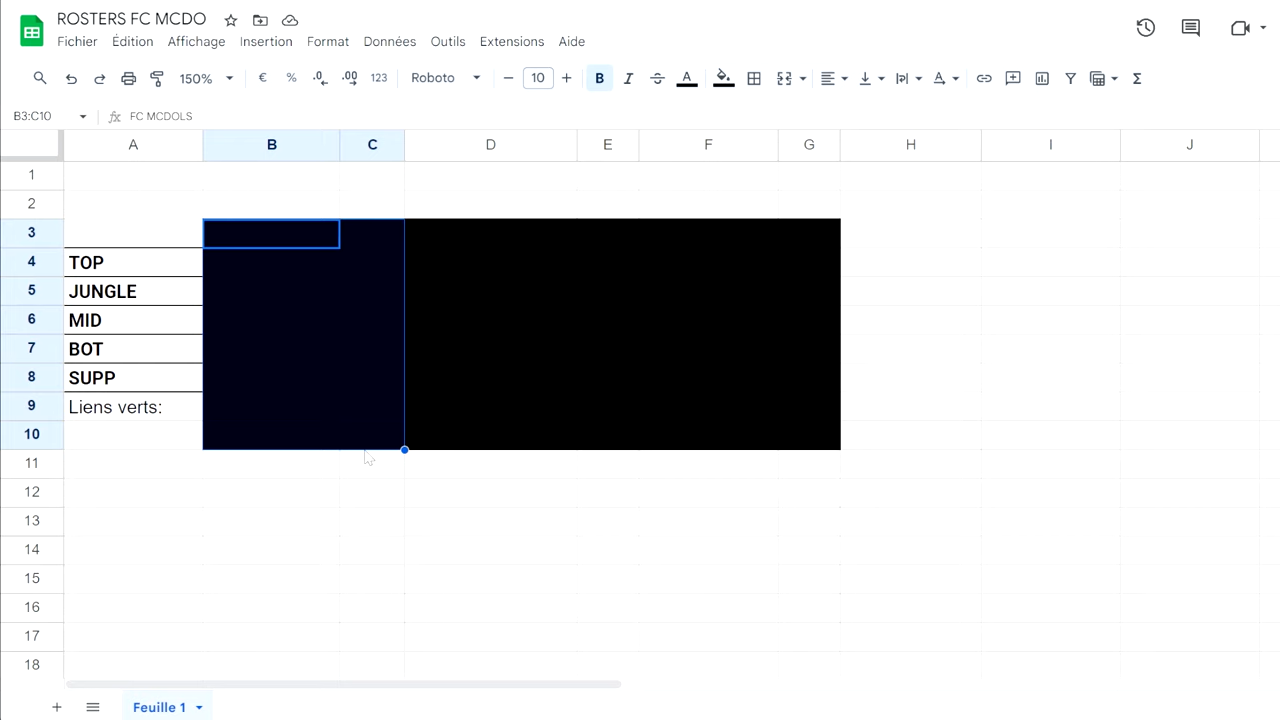 ROSTERS FC MCDO
Fichier Édition Affichage Insertion Format Données Outils Extensions Aide
150% € % .0 .00 123 Roboto 10 B I A A Σ
B3:C10 fx FC MCDOLS
A B C D E F G H I J
1
2
3
4 TOP
5 JUNGLE
6 MID
7 BOT
8 SUPP
9 Liens verts:
10
11
12
13
14
15
16
17
18
Feuille 1